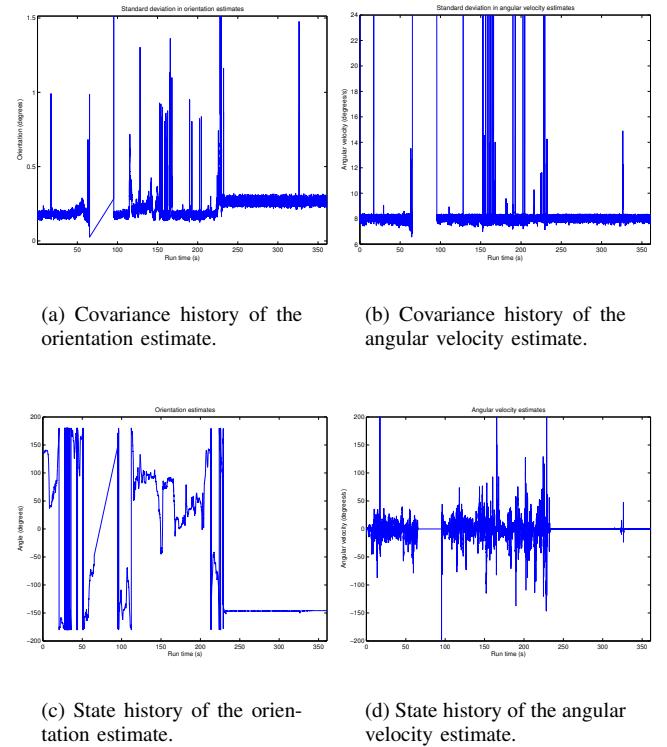 Standard deviation in orientation estimates
1.5
1
0.5
0
Orientation (degrees)
50 100 150 200 250 300 350
Run time (s)
(a) Covariance history of the
orientation estimate.
Standard deviation in angular velocity estimates
24
22
20
18
16
14
12
10
8
6
Angular velocity (degrees/s)
0 50 100 150 200 250 300 350
Run time (s)
(b) Covariance history of the
angular velocity estimate.
Orientation estimates
200
150
100
50
0
−50
−100
−150
−200
Angle (degrees)
0 50 100 150 200 250 300 350
Run time (s)
(c) State history of the orien-
tation estimate.
Angular velocity estimates
200
150
100
50
0
−50
−100
−150
−200
Angular velocity (degrees/s)
0 50 100 150 200 250 300 350
Run time (s)
(d) State history of the angular
velocity estimate.